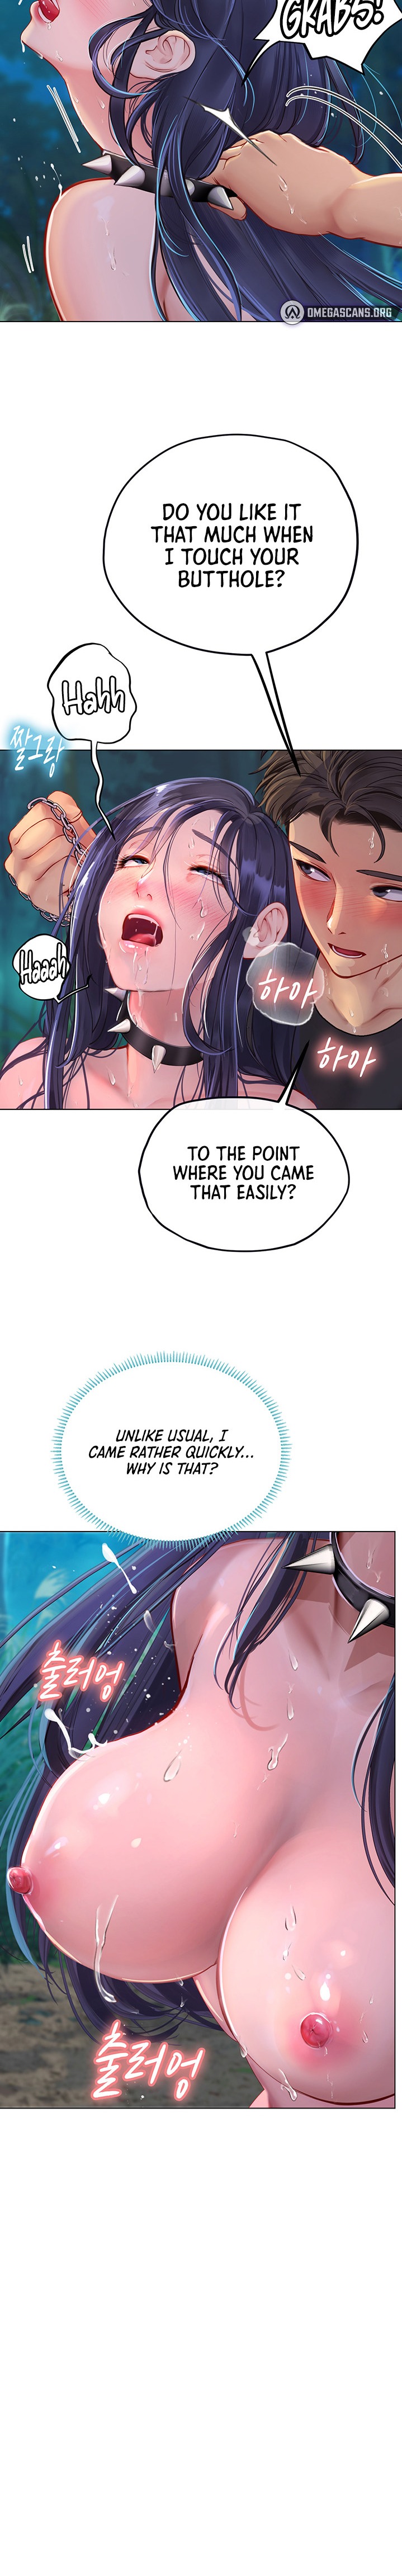 GRABS!
OMEGASCANS.ORG
DO YOU LIKE IT
THAT MUCH WHEN
I TOUCH YOUR
BUTTHOLE?
Hahh
짤그랑
Haaah
하아
하아
TO THE POINT
WHERE YOU CAME
THAT EASILY?
UNLIKE USUAL, I
CAME RATHER QUICKLY...
WHY IS THAT?
출러엉
출러엉